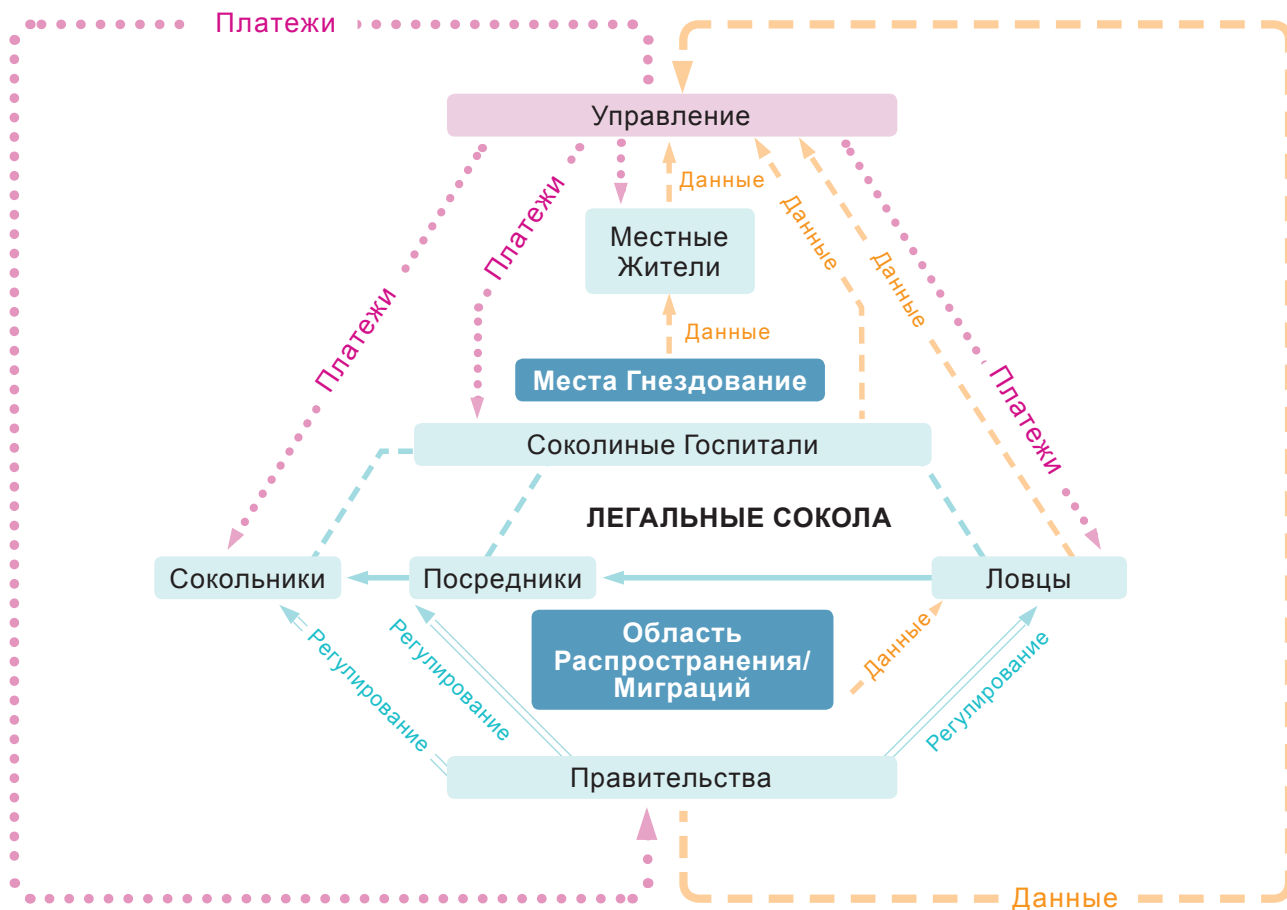 Платежи
Управление
Данные
Платежи
Данные
Местные
Жители
Данные
Платежи
Данные
Места Гнездование
Платежи
Соколиные Госпитали
ЛЕГАЛЬНЫЕ СОКОЛА
Сокольники
Посредники
Ловцы
Область
Распространения/
Миграций
Данные
Регулирование
Регулирование
Регулирование
Правительства
Данные